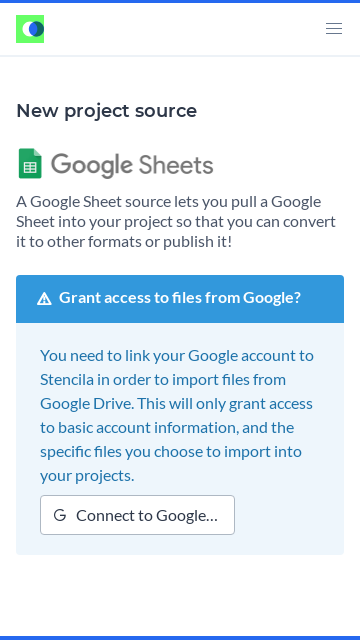 New project source
Google Sheets
A Google Sheet source lets you pull a Google
Sheet into your project so that you can convert
it to other formats or publish it!
Grant access to files from Google?
You need to link your Google account to
Stencila in order to import files from
Google Drive. This will only grant access
to basic account information, and the
specific files you choose to import into
your projects.
Connect to Google...